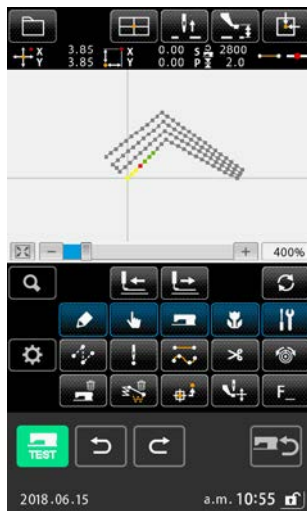 X 3.85 X 0.00 S 2800
Y 3.85 Y 0.00 P 2.0
− + 400%
W F_
TEST
2018.06.15 a.m. 10:55